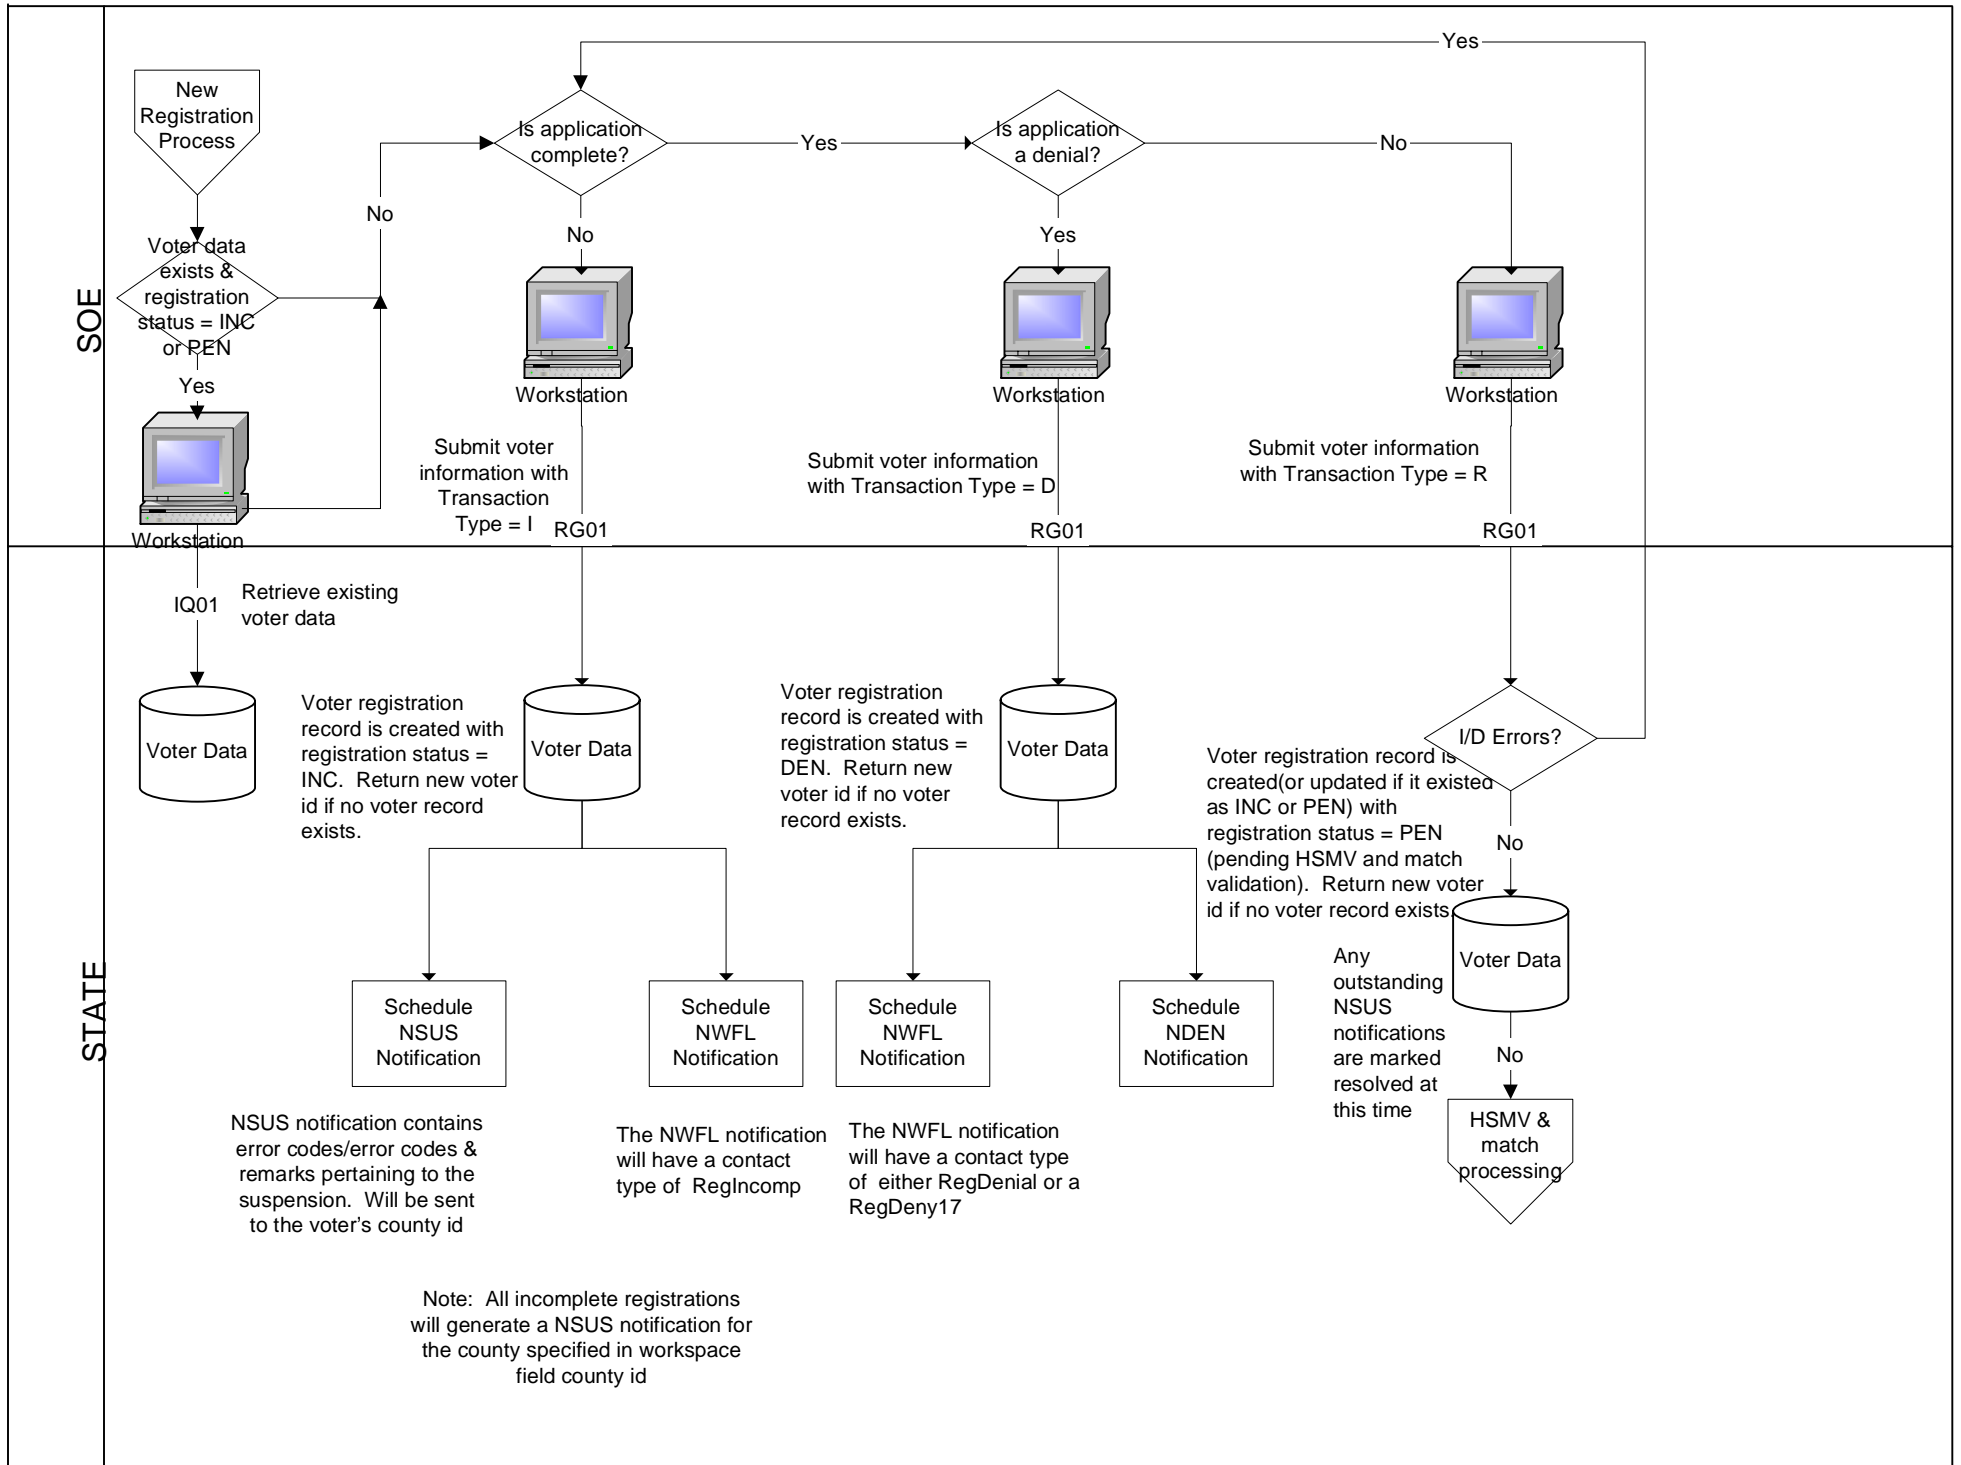 SOE
New
Registration
Process
Voter data
exists &
registration
status = INC
or PEN
No
Yes
Workstation
Is application
complete?
Yes
No
Workstation
Submit voter
information with
Transaction
Type = I
RG01
Is application
a denial?
Yes
No
Workstation
Submit voter information
with Transaction Type = D
RG01
Workstation
Submit voter information
with Transaction Type = R
RG01
Yes
STATE
IQ01
Retrieve existing
voter data
Voter Data
Voter registration
record is created with
registration status =
INC.  Return new voter
id if no voter record
exists.
Voter Data
Schedule
NSUS
Notification
Schedule
NWFL
Notification
NSUS notification contains
error codes/error codes &
remarks pertaining to the
suspension.  Will be sent
to the voter's county id
The NWFL notification
will have a contact
type of  RegIncomp
Voter registration
record is created with
registration status =
DEN.  Return new
voter id if no voter
record exists.
Voter Data
Schedule
NWFL
Notification
Schedule
NDEN
Notification
The NWFL notification
will have a contact type
of  either RegDenial or a
RegDeny17
I/D Errors?
Voter registration record is
created(or updated if it existed
as INC or PEN) with
registration status = PEN
(pending HSMV and match
validation).  Return new voter
id if no voter record exists.
No
Voter Data
Any
outstanding
NSUS
notifications
are marked
resolved at
this time
No
HSMV &
match
processing
Note:  All incomplete registrations
will generate a NSUS notification for
the county specified in workspace
field county id